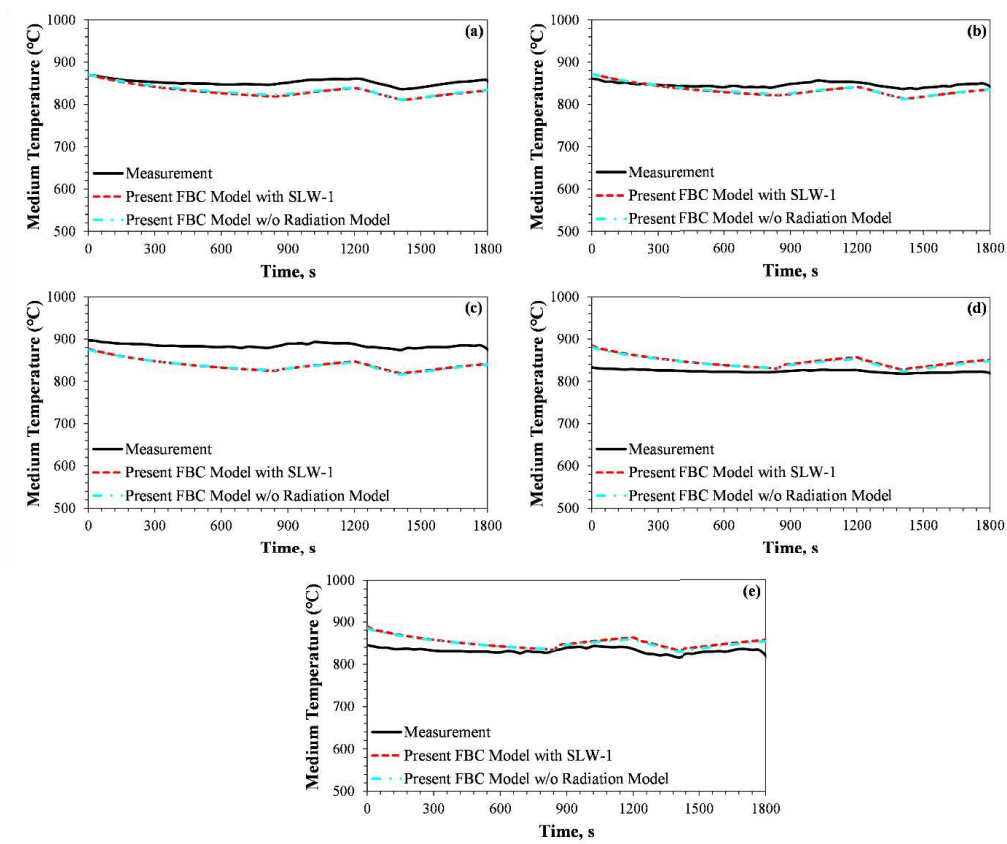 (a)
Medium Temperature (°C)
1000
900
800
700
600
500
Measurement
Present FBC Model with SLW-1
Present FBC Model w/o Radiation Model
0 300 600 900 1200 1500 1800
Time, s
(b)
Medium Temperature (°C)
1000
900
800
700
600
500
Measurement
Present FBC Model with SLW-1
Present FBC Model w/o Radiation Model
0 300 600 900 1200 1500 1800
Time, s
(c)
Medium Temperature (°C)
1000
900
800
700
600
500
Measurement
Present FBC Model with SLW-1
Present FBC Model w/o Radiation Model
0 300 600 900 1200 1500 1800
Time, s
(d)
Medium Temperature (°C)
1000
900
800
700
600
500
Measurement
Present FBC Model with SLW-1
Present FBC Model w/o Radiation Model
0 300 600 900 1200 1500 1800
Time, s
(e)
Medium Temperature (°C)
1000
900
800
700
600
500
Measurement
Present FBC Model with SLW-1
Present FBC Model w/o Radiation Model
0 300 600 900 1200 1500 1800
Time, s